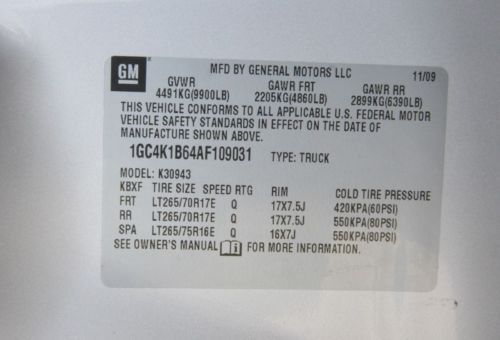 GM
MFD BY GENERAL MOTORS LLC 11/09
GVWR GAWR FRT GAWR RR
4491KG(9900LB) 2205KG(4860LB) 2899KG(6390LB)
THIS VEHICLE CONFORMS TO ALL APPLICABLE U.S. FEDERAL MOTOR
VEHICLE SAFETY STANDARDS IN EFFECT ON THE DATE OF
MANUFACTURE SHOWN ABOVE.
1GC4K1B64AF109031 TYPE: TRUCK
MODEL: K30943
KBXF TIRE SIZE SPEED RTG RIM COLD TIRE PRESSURE
FRT LT265/70R17E Q 17X7.5J 420KPA(60PSI)
RR LT265/70R17E Q 17X7.5J 550KPA(80PSI)
SPA LT265/75R16E Q 16X7J 550KPA(80PSI)
SEE OWNER'S MANUAL FOR MORE INFORMATION.